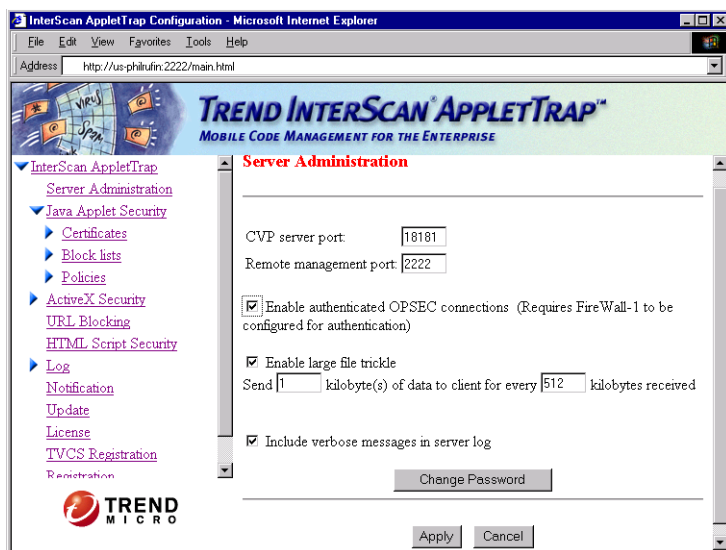 InterScan AppletTrap Configuration - Microsoft Internet Explorer
File Edit View Favorites Tools Help
Address http://us-philrufin:2222/main.html
VIRUS
SPAM
TREND INTERSCAN® APPLETTRAP™
MOBILE CODE MANAGEMENT FOR THE ENTERPRISE
InterScan AppletTrap
Server Administration
Java Applet Security
Certificates
Block lists
Policies
ActiveX Security
URL Blocking
HTML Script Security
Log
Notification
Update
License
TVCS Registration
Registration
TREND
MICRO
Server Administration
CVP server port: 18181
Remote management port: 2222
Enable authenticated OPSEC connections (Requires FireWall-1 to be
configured for authentication)
Enable large file trickle
Send 1 kilobyte(s) of data to client for every 512 kilobytes received
Include verbose messages in server log
Change Password
Apply Cancel